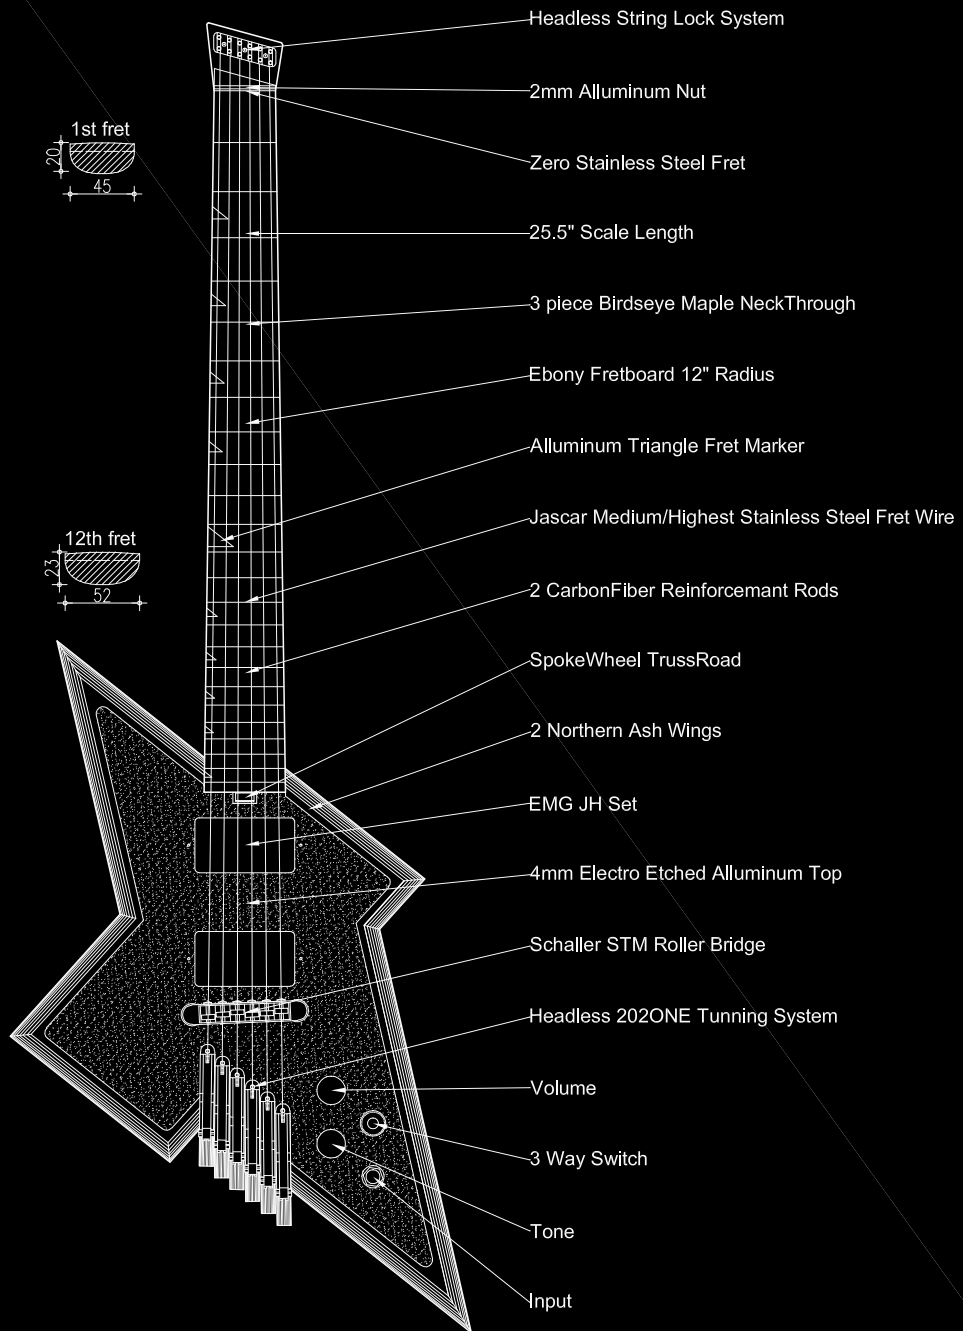 Headless String Lock System
2mm Alluminum Nut
1st fret
20
45
Zero Stainless Steel Fret
25.5" Scale Length
3 piece Birdseye Maple NeckThrough
Ebony Fretboard 12" Radius
Alluminum Triangle Fret Marker
Jascar Medium/Highest Stainless Steel Fret Wire
12th fret
23
52
2 CarbonFiber Reinforcemant Rods
SpokeWheel TrussRoad
2 Northern Ash Wings
EMG JH Set
4mm Electro Etched Alluminum Top
Schaller STM Roller Bridge
Headless 202ONE Tunning System
Volume
3 Way Switch
Tone
Input